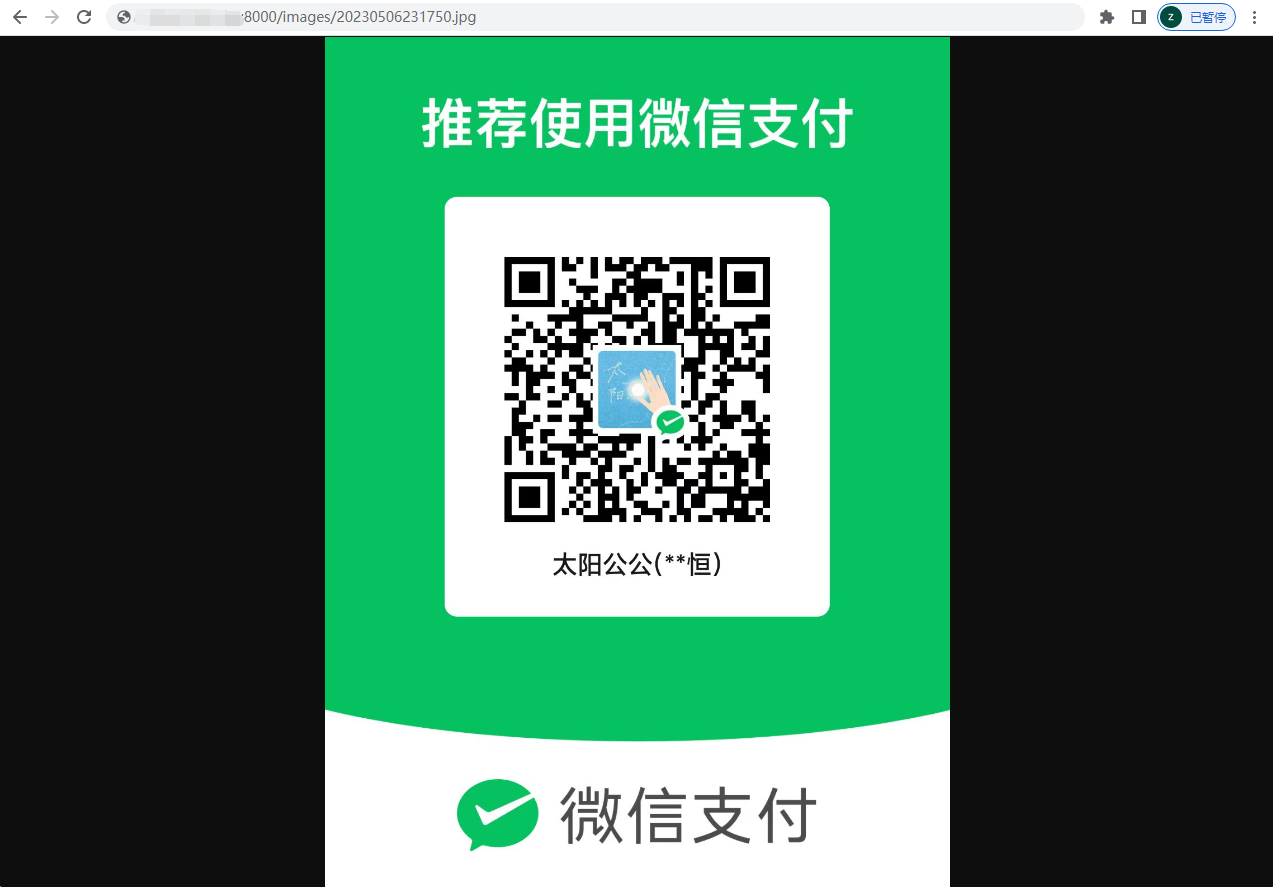 :8000/images/20230506231750.jpg
z 已暂停
推荐使用微信支付
太阳
太阳公公(**恒)
微信支付